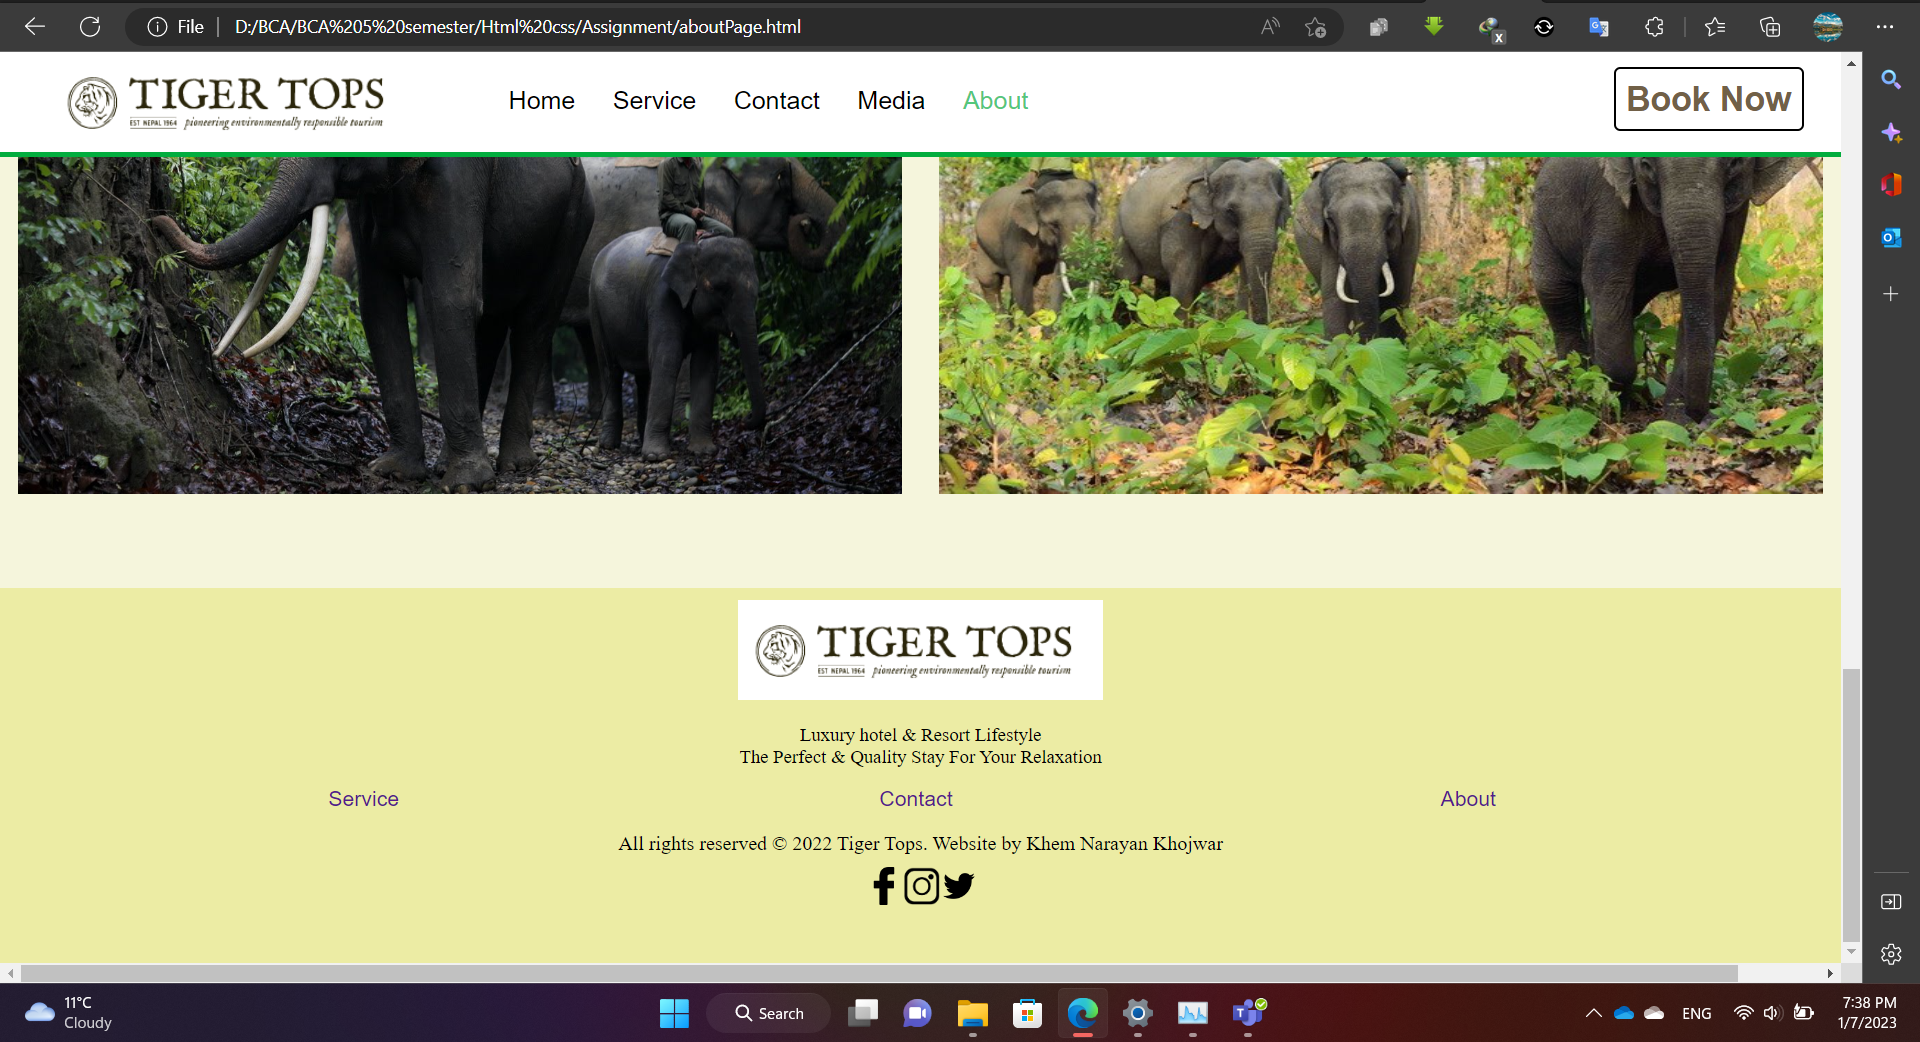 File
D:/BCA/BCA%205%20semester/Html%20css/Assignment/aboutPage.html
TIGER TOPS
EST NEPAL 1964 pioneering environmentally responsible tourism
Home Service Contact Media About
Book Now
TIGER TOPS
EST NEPAL 1964 pioneering environmentally responsible tourism
Luxury hotel & Resort Lifestyle
The Perfect & Quality Stay For Your Relaxation
Service Contact About
All rights reserved © 2022 Tiger Tops. Website by Khem Narayan Khojwar
11°C
Cloudy
Search
ENG
7:38 PM
1/7/2023